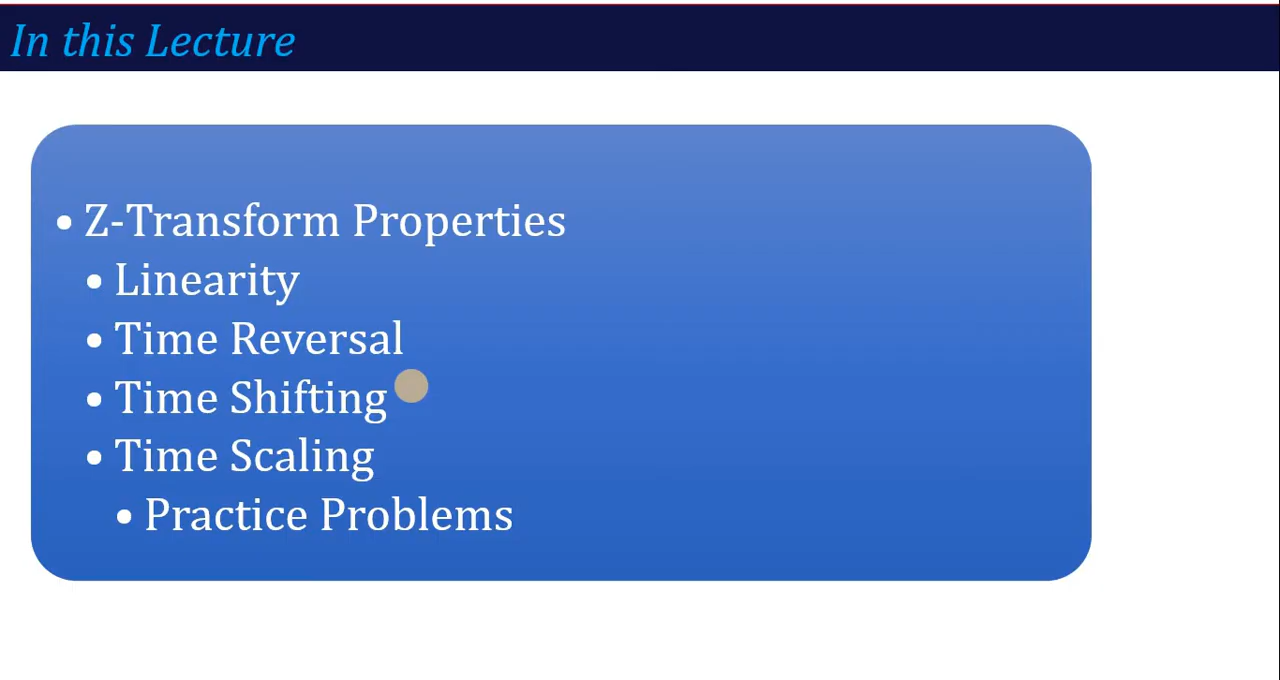 In this Lecture
• Z-Transform Properties
• Linearity
• Time Reversal
• Time Shifting
• Time Scaling
• Practice Problems